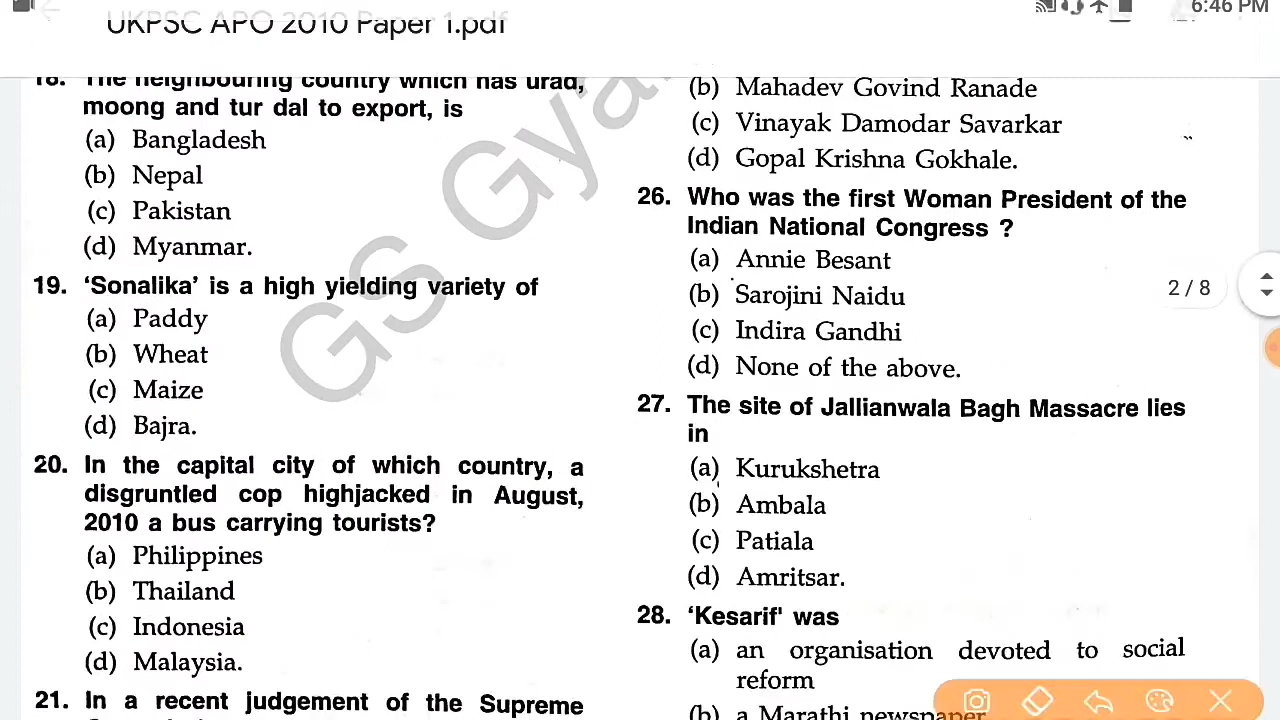 UKPSC APO 2010 Paper 1.pdf
6:46 PM
18. The neighbouring country which has urad,
moong and tur dal to export, is
(a) Bangladesh
(b) Nepal
(c) Pakistan
(d) Myanmar.
19. ‘Sonalika’ is a high yielding variety of
(a) Paddy
(b) Wheat
(c) Maize
(d) Bajra.
20. In the capital city of which country, a
disgruntled cop highjacked in August,
2010 a bus carrying tourists?
(a) Philippines
(b) Thailand
(c) Indonesia
(d) Malaysia.
21. In a recent judgement of the Supreme
(b) Mahadev Govind Ranade
(c) Vinayak Damodar Savarkar
(d) Gopal Krishna Gokhale.
26. Who was the first Woman President of the
Indian National Congress ?
(a) Annie Besant
(b) Sarojini Naidu
(c) Indira Gandhi
(d) None of the above.
27. The site of Jallianwala Bagh Massacre lies
in
(a) Kurukshetra
(b) Ambala
(c) Patiala
(d) Amritsar.
28. ‘Kesarif' was
(a) an organisation devoted to social
reform
(b) a Marathi newspaper
2 / 8
GS Gya